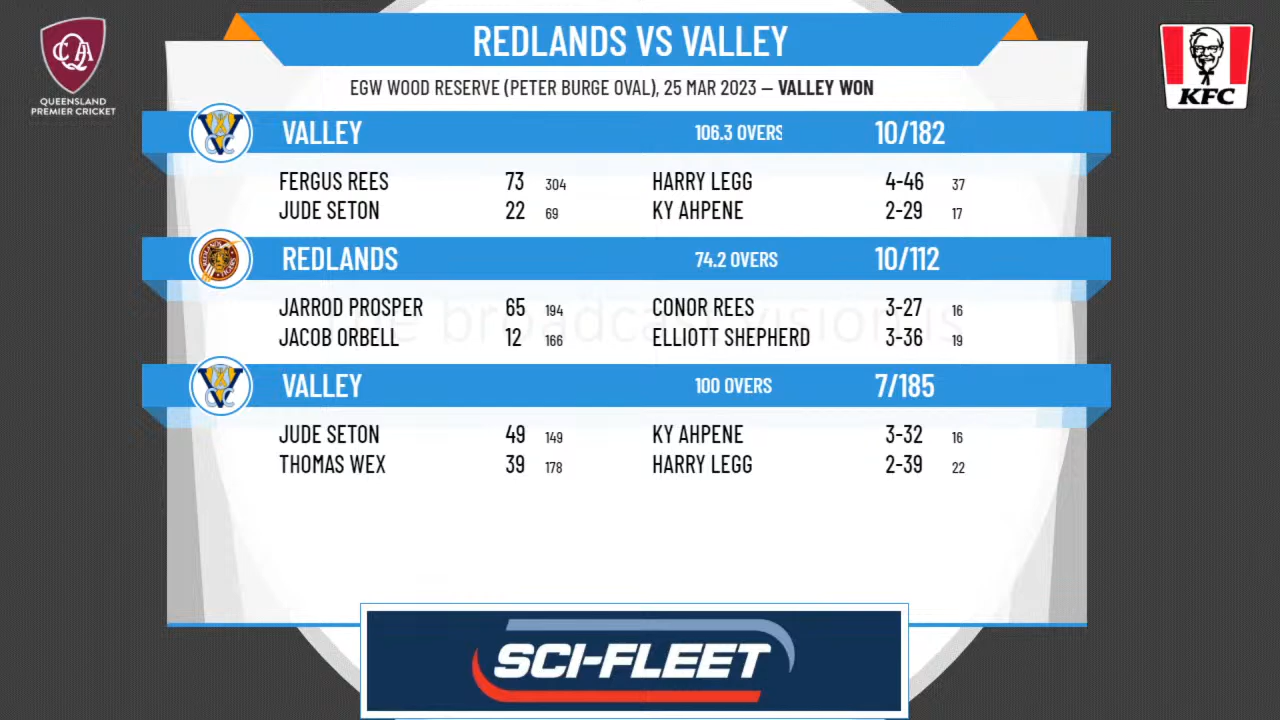 REDLANDS VS VALLEY
QUEENSLAND
PREMIER CRICKET
KFC
EGW WOOD RESERVE (PETER BURGE OVAL), 25 MAR 2023 – VALLEY WON
VALLEY 106.3 OVERS 10/182
FERGUS REES 73 304 HARRY LEGG 4-46 37
JUDE SETON 22 69 KY AHPENE 2-29 17
REDLANDS 74.2 OVERS 10/112
JARROD PROSPER 65 194 CONOR REES 3-27 16
JACOB ORBELL 12 166 ELLIOTT SHEPHERD 3-36 19
VALLEY 100 OVERS 7/185
JUDE SETON 49 149 KY AHPENE 3-32 16
THOMAS WEX 39 178 HARRY LEGG 2-39 22
SCI-FLEET